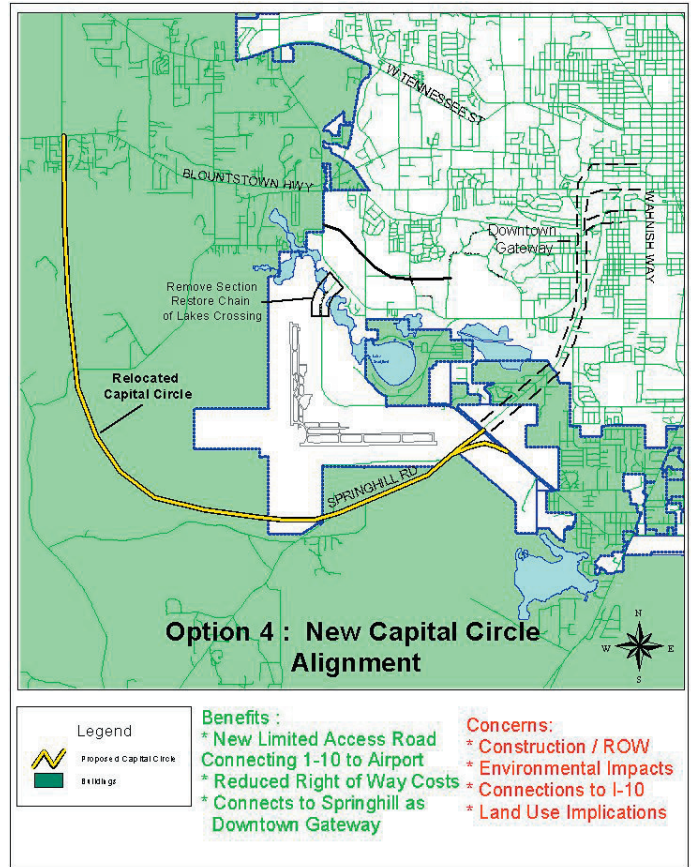 W TENNESSEE ST
BLOUNTSTOWN HWY
WAHNISH WAY
Downtown
Gateway
Remove Section
Restore Chain
of Lakes Crossing
Relocated
Capital Circle
SPRINGHILL RD
Option 4 : New Capital Circle
Alignment
N
W E
S
Legend
Proposed Capital Circle
Buildings
Benefits :
* New Limited Access Road
Connecting 1-10 to Airport
* Reduced Right of Way Costs
* Connects to Springhill as
Downtown Gateway
Concerns:
* Construction / ROW
* Environmental Impacts
* Connections to I-10
* Land Use Implications